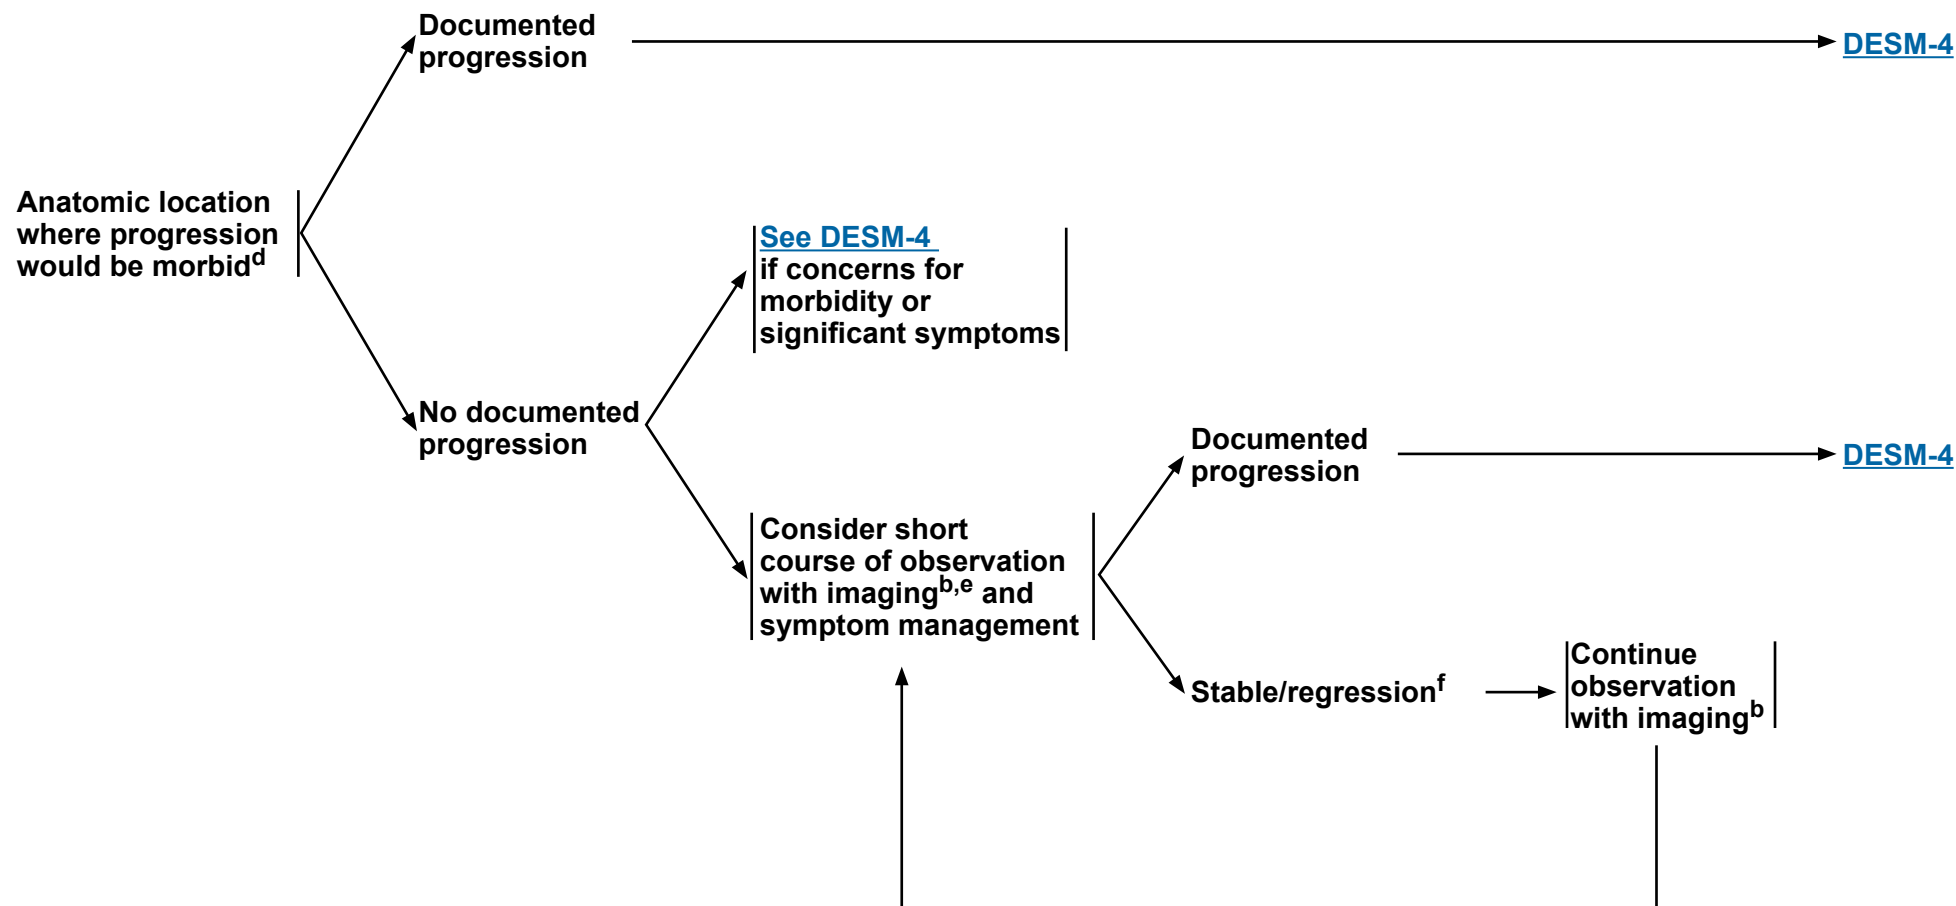 Documented
progression
DESM-4
Anatomic location
where progression
would be morbidd
See DESM-4
if concerns for
morbidity or
significant symptoms
No documented
progression
Documented
progression
DESM-4
Consider short
course of observation
with imagingb,e and
symptom management
Stable/regressionf
Continue
observation
with imagingb